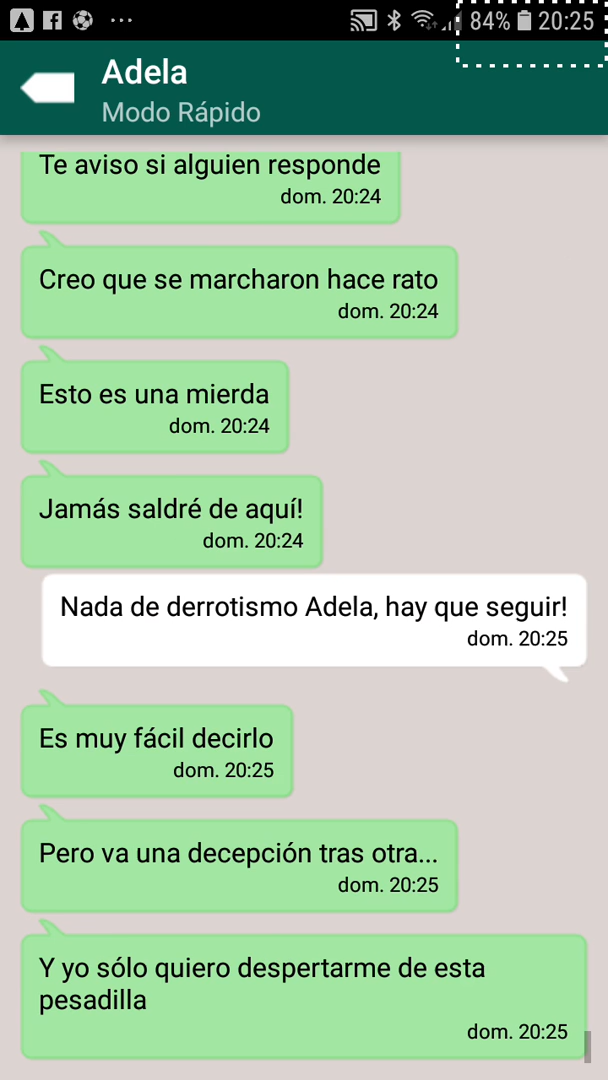 84% 20:25
Adela
Modo Rápido
Te aviso si alguien responde
dom. 20:24
Creo que se marcharon hace rato
dom. 20:24
Esto es una mierda
dom. 20:24
Jamás saldré de aquí!
dom. 20:24
Nada de derrotismo Adela, hay que seguir!
dom. 20:25
Es muy fácil decirlo
dom. 20:25
Pero va una decepción tras otra...
dom. 20:25
Y yo sólo quiero despertarme de esta
pesadilla
dom. 20:25